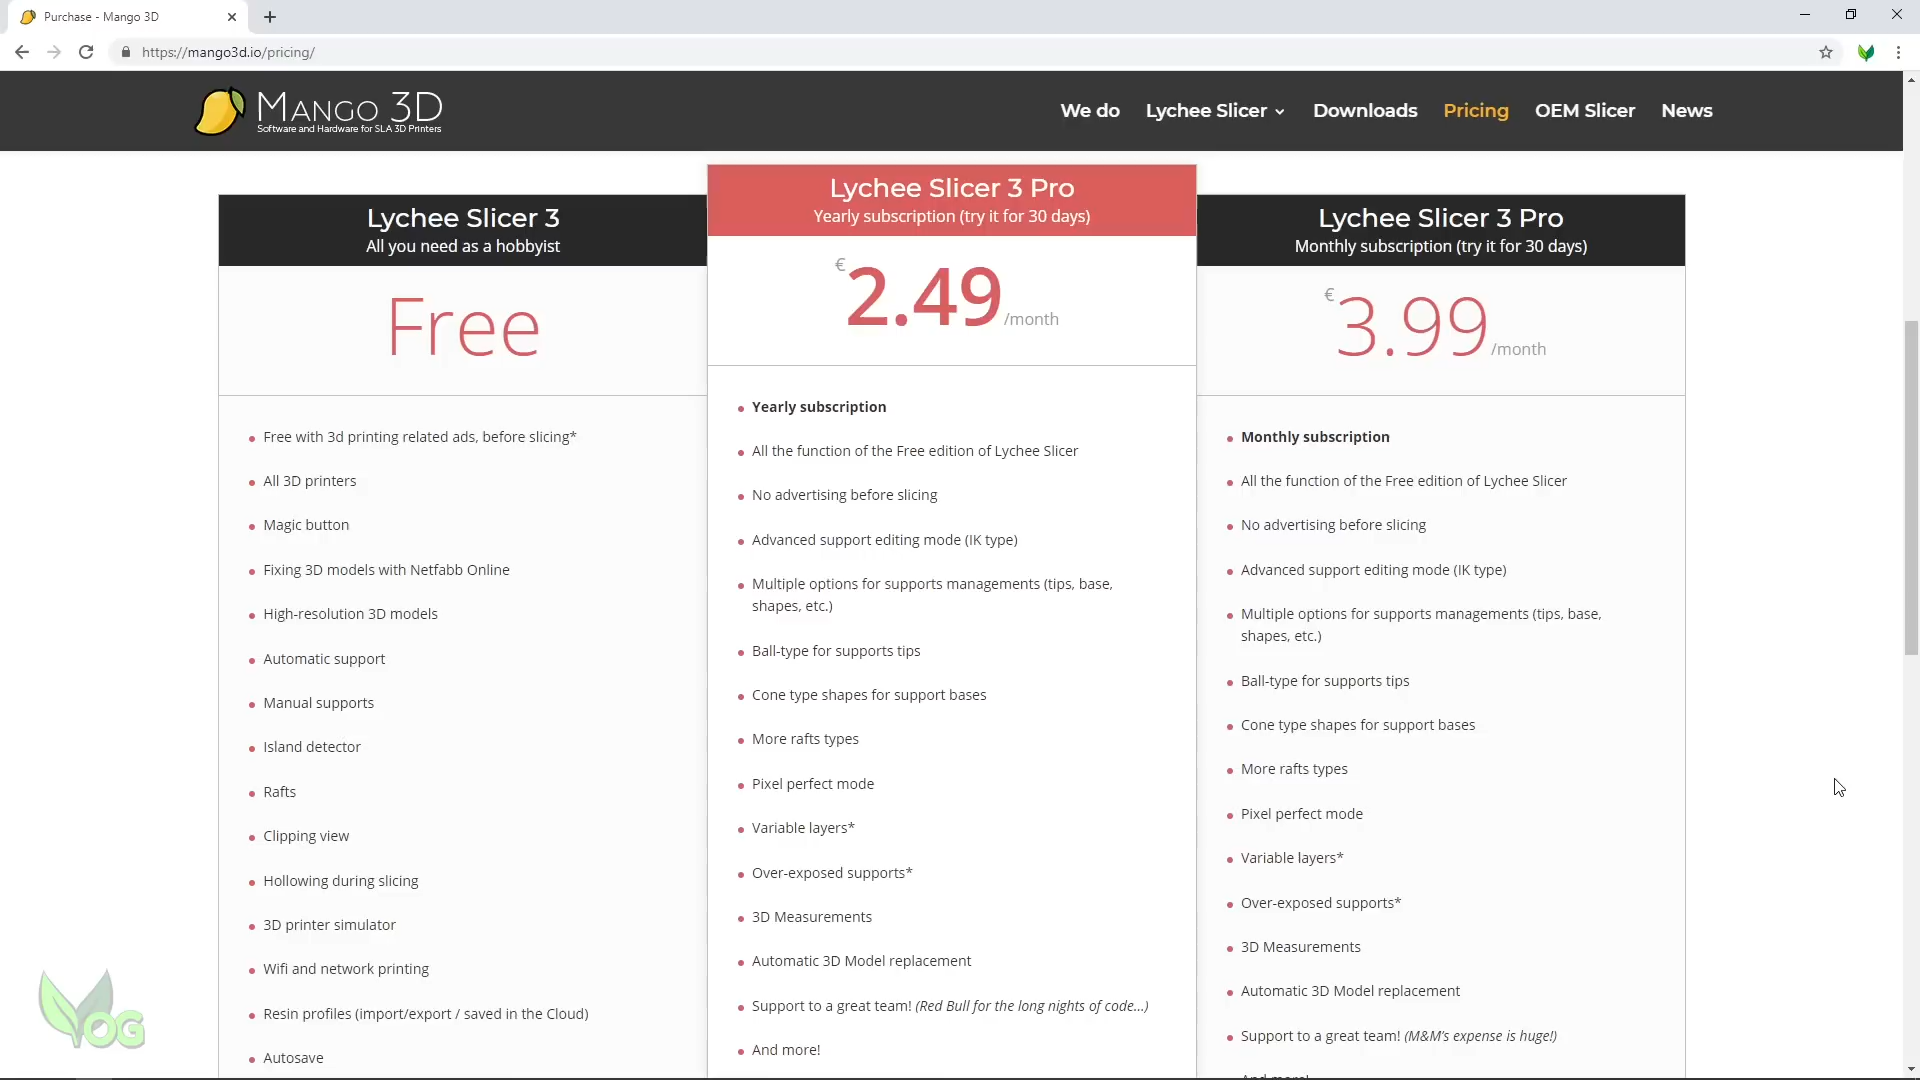 Purchase - Mango 3D
https://mango3d.io/pricing/
MANGO 3D
Software and Hardware for SLA 3D Printers
We do
Lychee Slicer
Downloads
Pricing
OEM Slicer
News
Lychee Slicer 3
All you need as a hobbyist
Free
Free with 3d printing related ads, before slicing*
All 3D printers
Magic button
Fixing 3D models with Netfabb Online
High-resolution 3D models
Automatic support
Manual supports
Island detector
Rafts
Clipping view
Hollowing during slicing
3D printer simulator
Wifi and network printing
Resin profiles (import/export / saved in the Cloud)
Autosave
Lychee Slicer 3 Pro
Yearly subscription (try it for 30 days)
€2.49/month
Yearly subscription
All the function of the Free edition of Lychee Slicer
No advertising before slicing
Advanced support editing mode (IK type)
Multiple options for supports managements (tips, base,
shapes, etc.)
Ball-type for supports tips
Cone type shapes for support bases
More rafts types
Pixel perfect mode
Variable layers*
Over-exposed supports*
3D Measurements
Automatic 3D Model replacement
Support to a great team! (Red Bull for the long nights of code...)
And more!
Lychee Slicer 3 Pro
Monthly subscription (try it for 30 days)
€3.99/month
Monthly subscription
All the function of the Free edition of Lychee Slicer
No advertising before slicing
Advanced support editing mode (IK type)
Multiple options for supports managements (tips, base,
shapes, etc.)
Ball-type for supports tips
Cone type shapes for support bases
More rafts types
Pixel perfect mode
Variable layers*
Over-exposed supports*
3D Measurements
Automatic 3D Model replacement
Support to a great team! (M&M's expense is huge!)
And more!
VOG